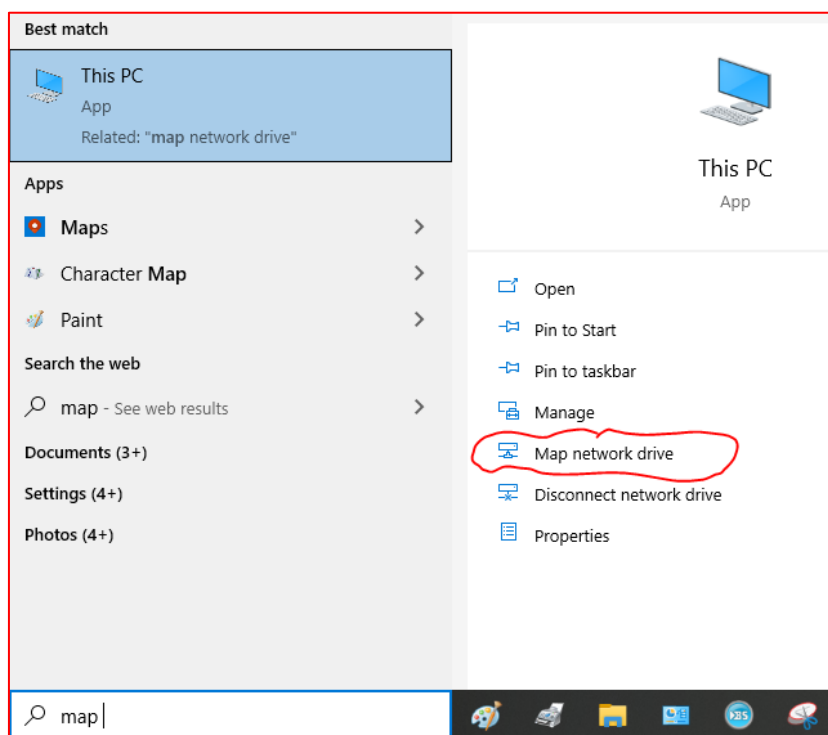 Best match
This PC
App
Related: "map network drive"
Apps
Maps
Character Map
Paint
Search the web
map - See web results
Documents (3+)
Settings (4+)
Photos (4+)
map
This PC
App
Open
Pin to Start
Pin to taskbar
Manage
Map network drive
Disconnect network drive
Properties